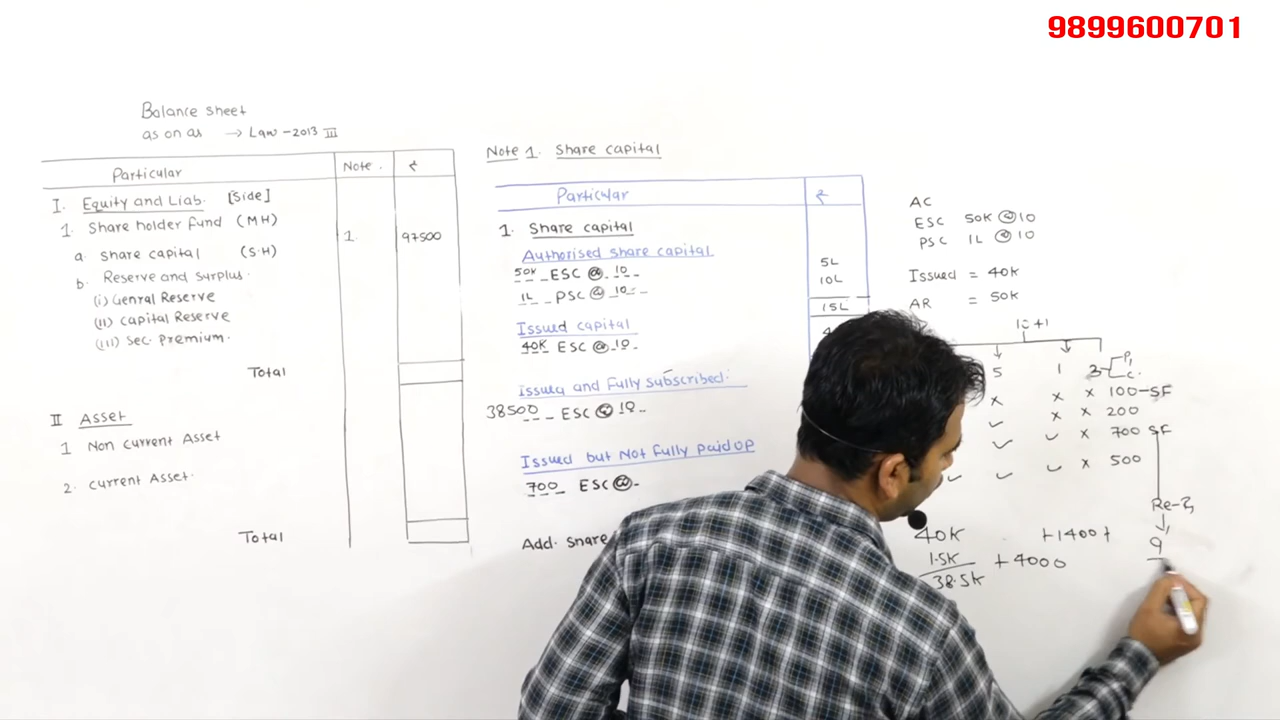 9899600701
Balance sheet
as on as → Law - 2013 III
Particular Note. ₹
I. Equity and Liab. [Side]
1. Share holder fund (MH)
a. share capital (S.H) 1. 97500
b. Reserve and surplus.
(i) Genral Reserve
(ii) capital Reserve
(iii) Sec. Premium.
Total
II Asset
1 Non current Asset
2. current Asset.
Total
Note 1. Share capital
Particular ₹
1. Share capital
Authorised share capital
50K ESC @ 10 5L
1L PSC @ 10 10L
15L
Issued capital
40K ESC @ 10
Issued and Fully subscribed:
38500 ESC @ 10
Issued but Not Fully paid up
700 ESC @
Add. share
AC
ESC 50K @ 10
PSC 1L @ 10
Issued = 40K
AR = 50K
10+1
5 1
x x x 100-SF
✓ x x 200
✓ ✓ x 700 SF
✓ ✓ ✓ x 500
40K +1400+
1.5K + 4000
38.5K
9